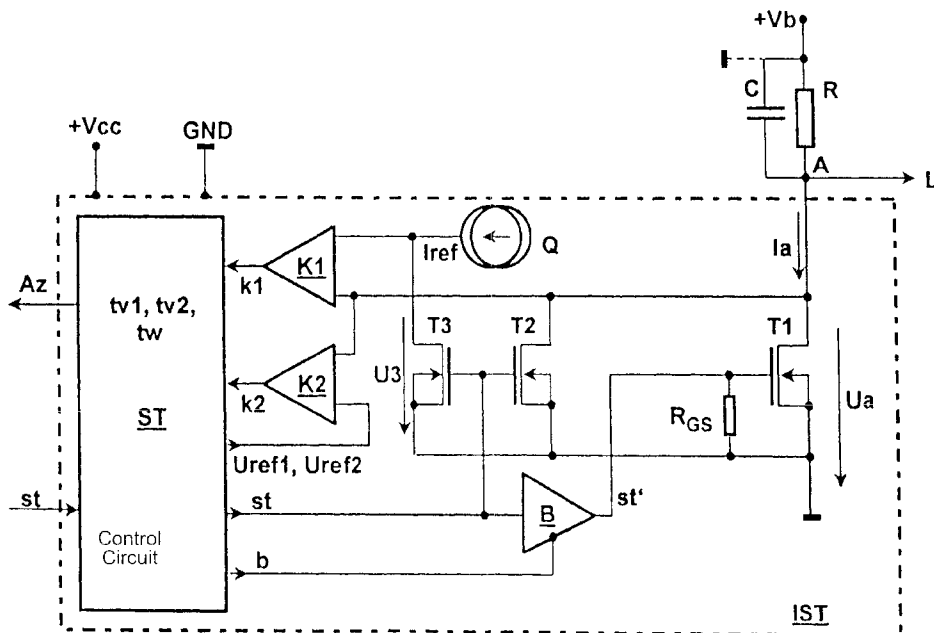 +Vb
C
R
A
L
+Vcc
GND
Iref
Q
Ia
K1
k1
Az
tv1, tv2,
tw
T3
T2
T1
U3
K2
k2
ST
RGS
Ua
Uref1, Uref2
st
st
B
st'
Control
Circuit
b
IST